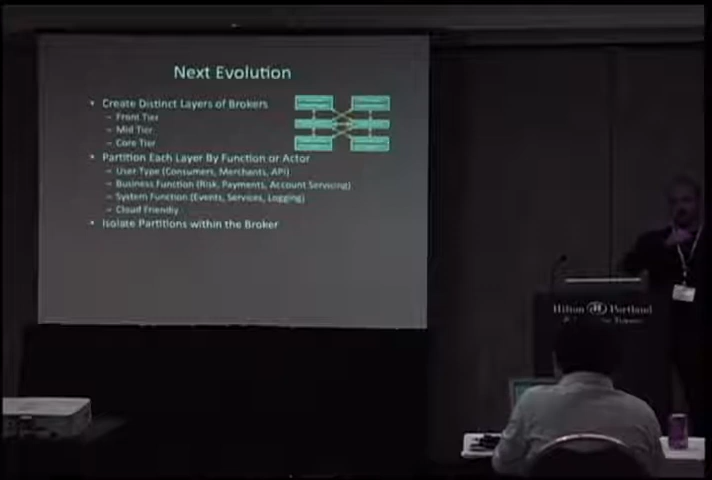 Next Evolution
• Create Distinct Layers of Brokers
– Front Tier
– Mid Tier
– Core Tier
• Partition Each Layer By Function or Actor
– User Type (Consumers, Merchants, API)
– Business Function (Risk, Payments, Account Servicing)
– System Function (Events, Services, Logging)
– Cloud Friendly
• Isolate Partitions within the Broker
Hilton Portland